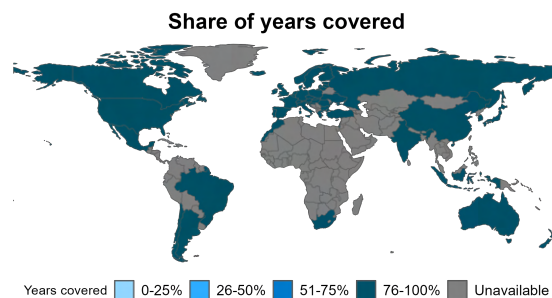 Share of years covered
Years covered 0-25% 26-50% 51-75% 76-100% Unavailable